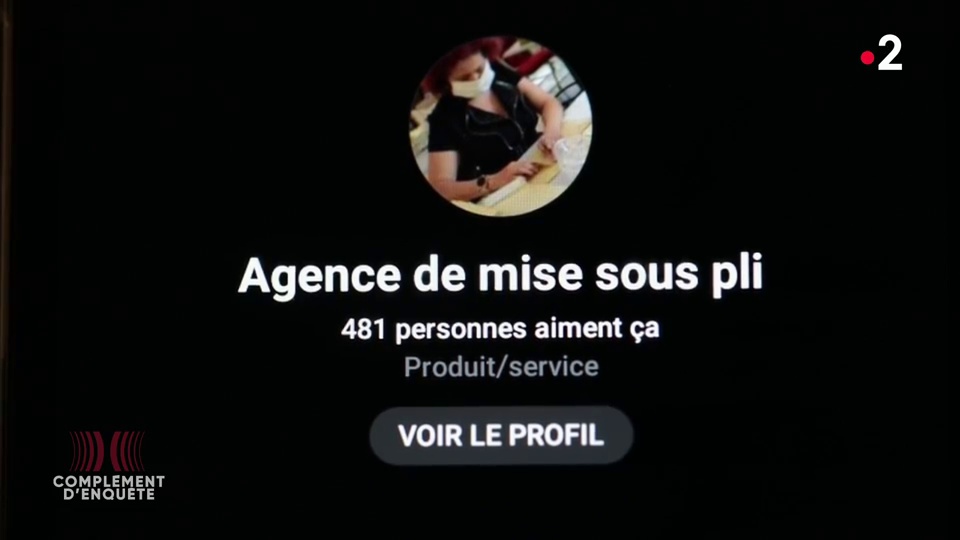 2
Agence de mise sous pli
481 personnes aiment ça
Produit/service
VOIR LE PROFIL
COMPLÉMENT
D'ENQUÊTE